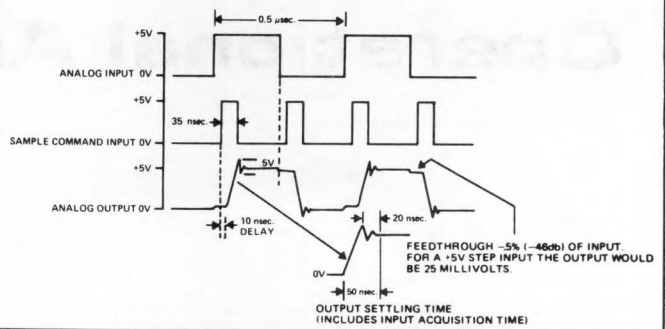 0.5 μsec.
+5V
ANALOG INPUT 0V
+5V
35 nsec.
SAMPLE COMMAND INPUT 0V
+5V
.5V
ANALOG OUTPUT 0V
10 nsec.
DELAY
20 nsec.
0V
50 nsec.
FEEDTHROUGH -.5% (-46db) OF INPUT.
FOR A +5V STEP INPUT THE OUTPUT WOULD
BE 25 MILLIVOLTS.
OUTPUT SETTLING TIME
(INCLUDES INPUT ACQUISITION TIME)